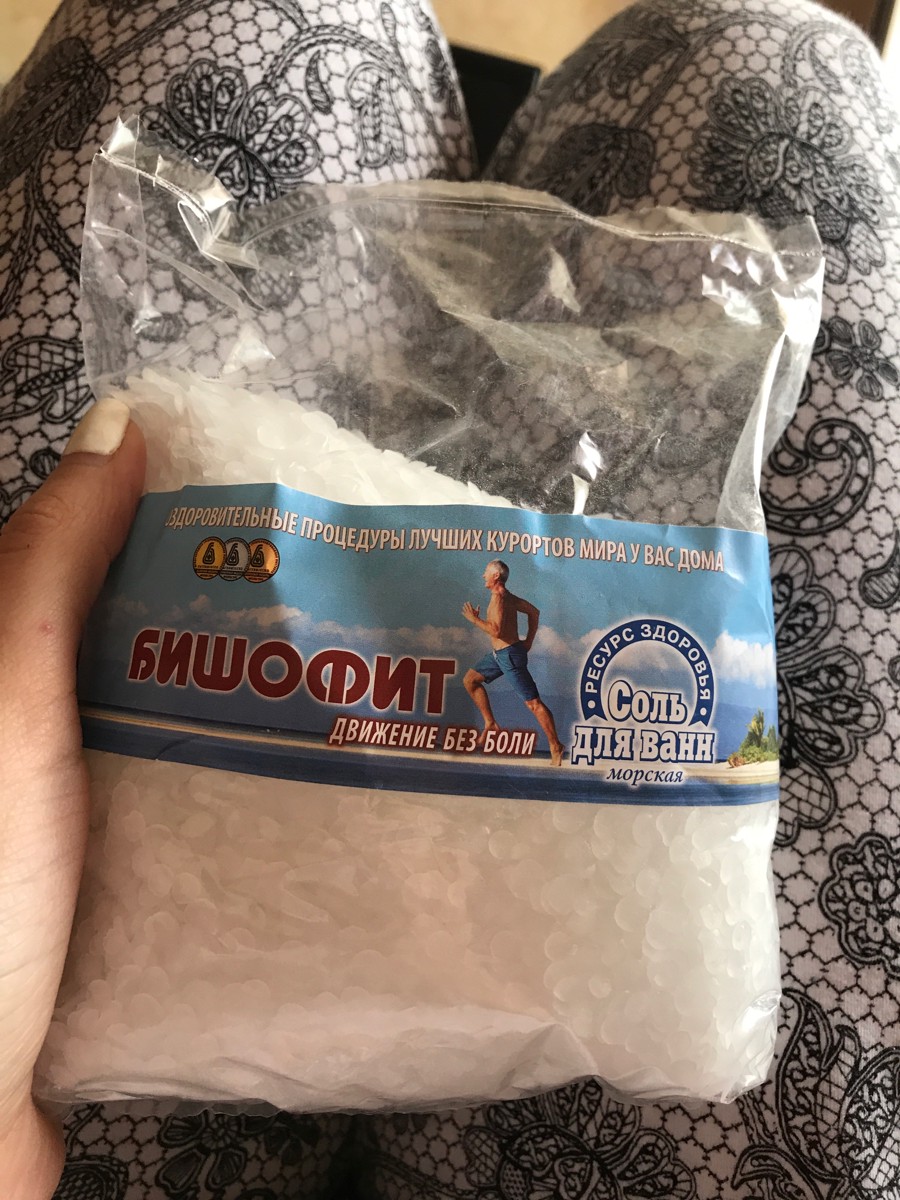 ЗДОРОВИТЕЛЬНЫЕ ПРОЦЕДУРЫ ЛУЧШИХ КУРОРТОВ МИРА У ВАС ДОМА
БИШОФИТ
ДВИЖЕНИЕ БЕЗ БОЛИ
• РЕСУРС ЗДОРОВЬЯ •
Соль
для ванн
морская